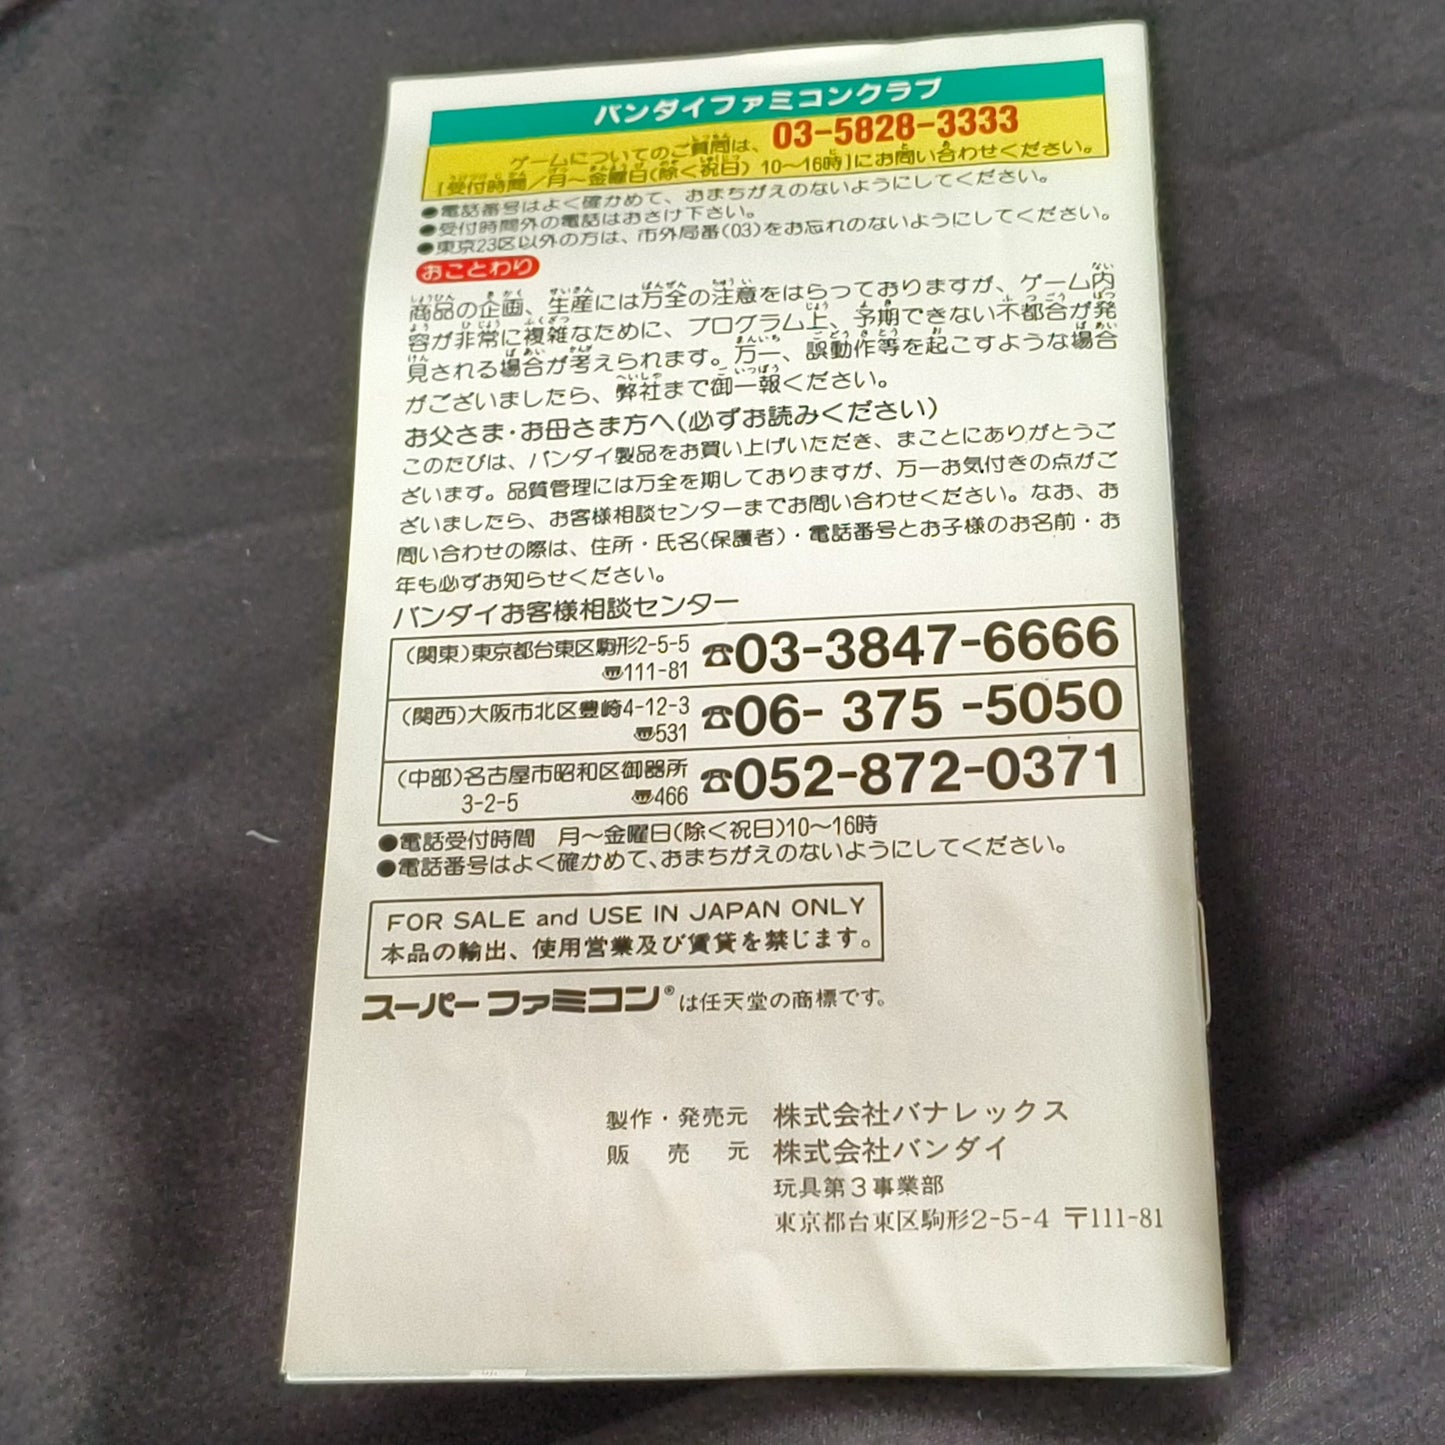 バンダイファミコンクラブ
ゲームについてのご質問は、 03-5828-3333
[受付時間/月~金曜日(除く祝日) 10~16時]にお問い合わせください。
●電話番号はよく確かめて、おまちがえのないようにしてください。
●受付時間外の電話はおさけ下さい。
●東京23区以外の方は、市外局番(03)をお忘れのないようにしてください。
おことわり
商品の企画、生産には万全の注意をはらっておりますが、ゲーム内
容が非常に複雑なために、プログラム上、予期できない不都合が発
見される場合が考えられます。万一、誤動作等を起こすような場合
がございましたら、弊社まで御一報ください。
お父さま・お母さま方へ(必ずお読みください)
このたびは、バンダイ製品をお買い上げいただき、まことにありがとうご
ざいます。品質管理には万全を期しておりますが、万一お気付きの点がご
ざいましたら、お客様相談センターまでお問い合わせください。なお、お
問い合わせの際は、住所・氏名(保護者)・電話番号とお子様のお名前・お
年も必ずお知らせください。
バンダイお客様相談センター
(関東)東京都台東区駒形2-5-5 ☎03-3847-6666
〠111-81
(関西)大阪市北区豊崎4-12-3 ☎06- 375 -5050
〠531
(中部)名古屋市昭和区御器所 ☎052-872-0371
3-2-5 〠466
●電話受付時間 月~金曜日(除く祝日)10~16時
●電話番号はよく確かめて、おまちがえのないようにしてください。
FOR SALE and USE IN JAPAN ONLY
本品の輸出、使用営業及び賃貸を禁じます。
スーパーファミコン®は任天堂の商標です。
製作・発売元 株式会社バナレックス
販売元 株式会社バンダイ
玩具第3事業部
東京都台東区駒形2-5-4 〒111-81